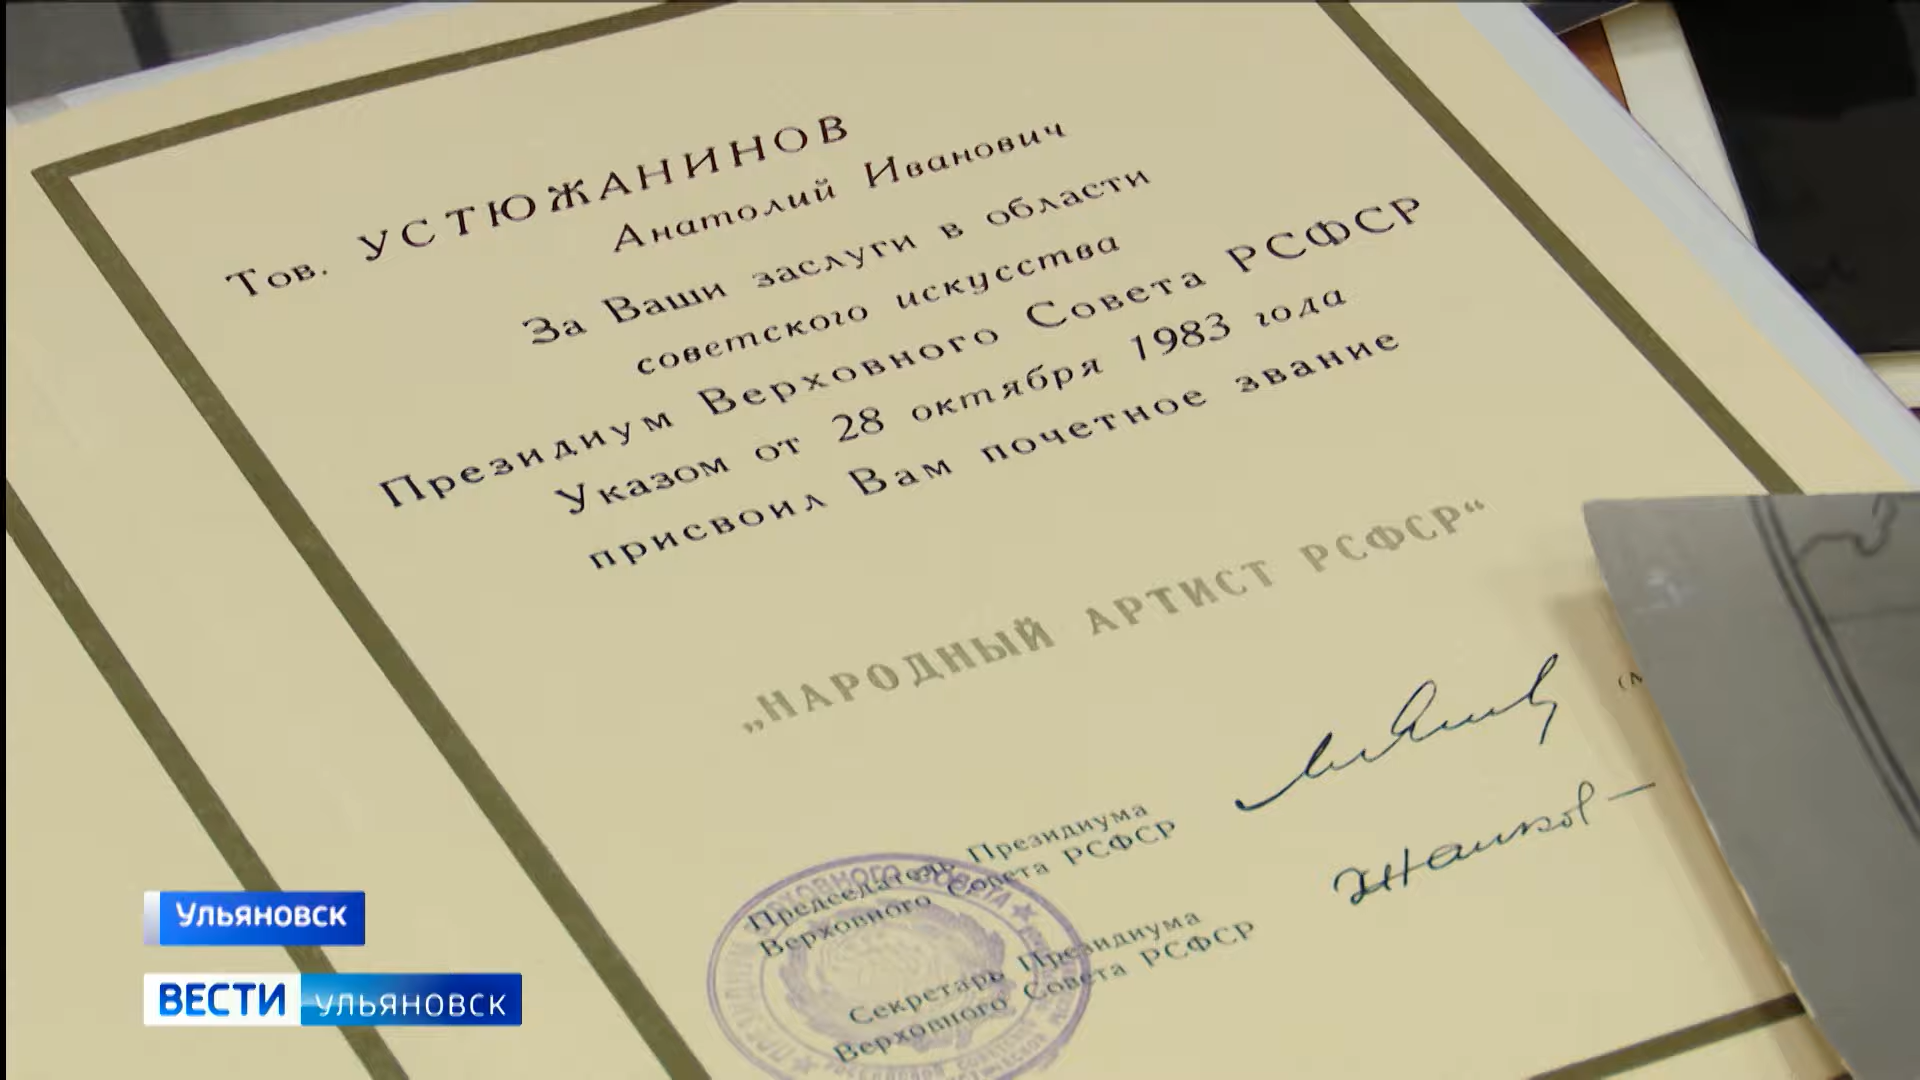 Тов. УСТЮЖАНИНОВ
Анатолий Иванович
За Ваши заслуги в области
советского искусства
Президиум Верховного Совета РСФСР
Указом от 28 октября 1983 года
присвоил Вам почетное звание
„НАРОДНЫЙ АРТИСТ РСФСР“
Председатель Президиума
Верховного Совета РСФСР
Секретарь Президиума
Верховного Совета РСФСР
УЛЬЯНОВСК
ВЕСТИ УЛЬЯНОВСК